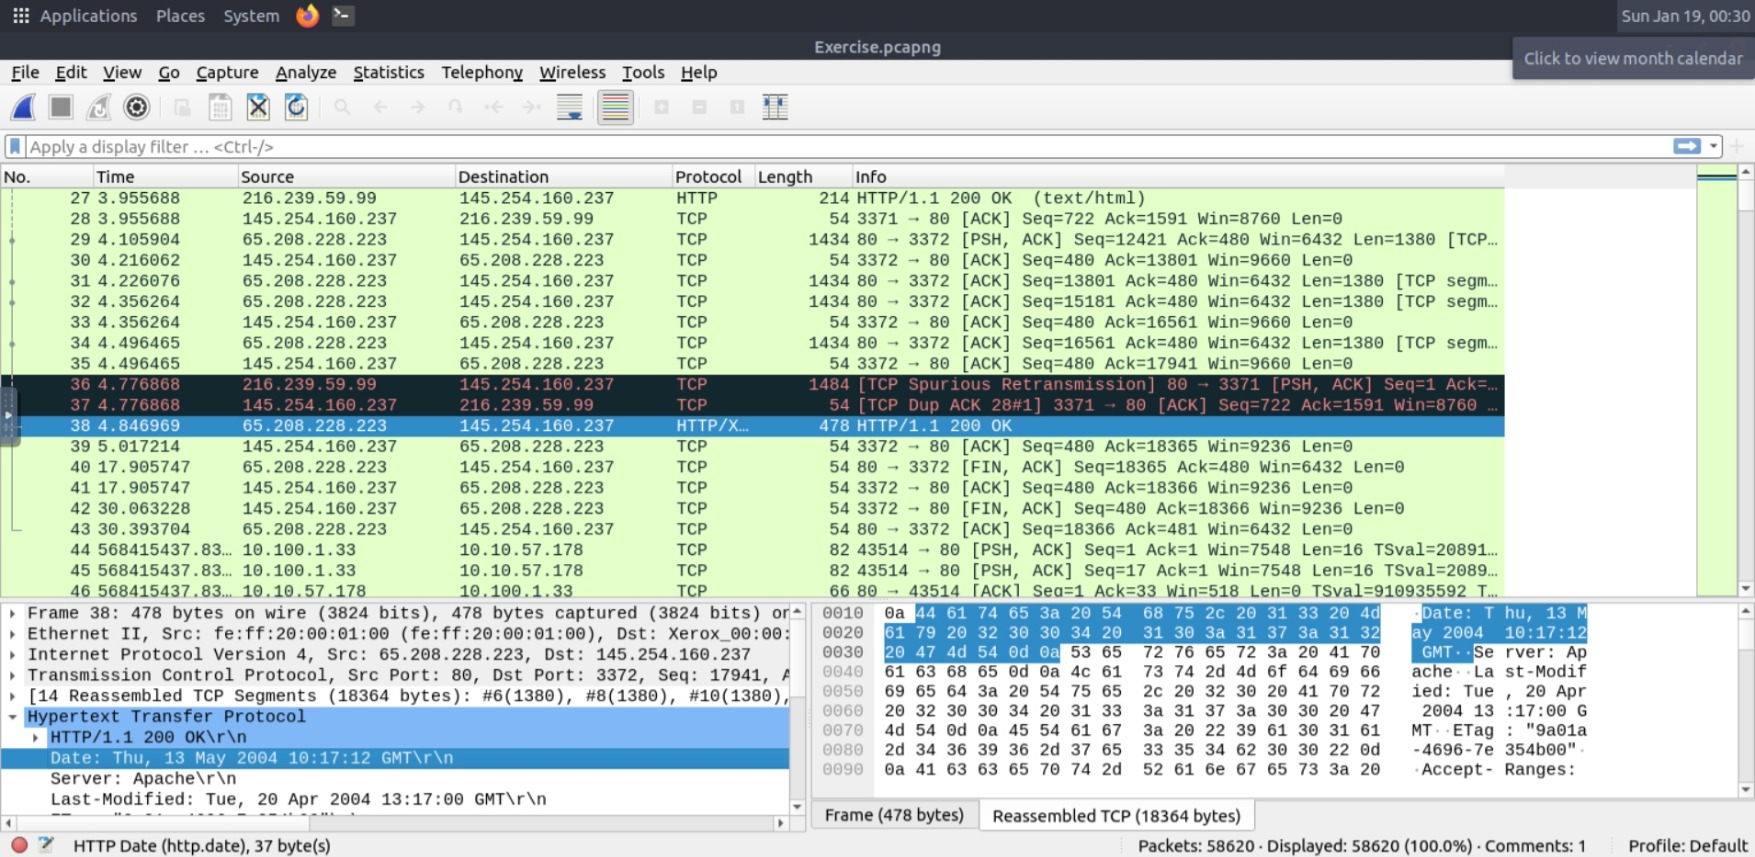 Applications Places System Sun Jan 19, 00:30
Exercise.pcapng
Click to view month calendar
File Edit View Go Capture Analyze Statistics Telephony Wireless Tools Help
Apply a display filter … <Ctrl-/>
No. Time Source Destination Protocol Length Info
27 3.955688 216.239.59.99 145.254.160.237 HTTP 214 HTTP/1.1 200 OK (text/html)
28 3.955688 145.254.160.237 216.239.59.99 TCP 54 3371 → 80 [ACK] Seq=722 Ack=1591 Win=8760 Len=0
29 4.105904 65.208.228.223 145.254.160.237 TCP 1434 80 → 3372 [PSH, ACK] Seq=12421 Ack=480 Win=6432 Len=1380 [TCP…
30 4.216062 145.254.160.237 65.208.228.223 TCP 54 3372 → 80 [ACK] Seq=480 Ack=13801 Win=9660 Len=0
31 4.226076 65.208.228.223 145.254.160.237 TCP 1434 80 → 3372 [ACK] Seq=13801 Ack=480 Win=6432 Len=1380 [TCP segm…
32 4.356264 65.208.228.223 145.254.160.237 TCP 1434 80 → 3372 [ACK] Seq=15181 Ack=480 Win=6432 Len=1380 [TCP segm…
33 4.356264 145.254.160.237 65.208.228.223 TCP 54 3372 → 80 [ACK] Seq=480 Ack=16561 Win=9660 Len=0
34 4.496465 65.208.228.223 145.254.160.237 TCP 1434 80 → 3372 [ACK] Seq=16561 Ack=480 Win=6432 Len=1380 [TCP segm…
35 4.496465 145.254.160.237 65.208.228.223 TCP 54 3372 → 80 [ACK] Seq=480 Ack=17941 Win=9660 Len=0
36 4.776868 216.239.59.99 145.254.160.237 TCP 1484 [TCP Spurious Retransmission] 80 → 3371 [PSH, ACK] Seq=1 Ack=…
37 4.776868 145.254.160.237 216.239.59.99 TCP 54 [TCP Dup ACK 28#1] 3371 → 80 [ACK] Seq=722 Ack=1591 Win=8760 …
38 4.846969 65.208.228.223 145.254.160.237 HTTP/X… 478 HTTP/1.1 200 OK
39 5.017214 145.254.160.237 65.208.228.223 TCP 54 3372 → 80 [ACK] Seq=480 Ack=18365 Win=9236 Len=0
40 17.905747 65.208.228.223 145.254.160.237 TCP 54 80 → 3372 [FIN, ACK] Seq=18365 Ack=480 Win=6432 Len=0
41 17.905747 145.254.160.237 65.208.228.223 TCP 54 3372 → 80 [ACK] Seq=480 Ack=18366 Win=9236 Len=0
42 30.063228 145.254.160.237 65.208.228.223 TCP 54 3372 → 80 [FIN, ACK] Seq=480 Ack=18366 Win=9236 Len=0
43 30.393704 65.208.228.223 145.254.160.237 TCP 54 80 → 3372 [ACK] Seq=18366 Ack=481 Win=6432 Len=0
44 568415437.83… 10.100.1.33 10.10.57.178 TCP 82 43514 → 80 [PSH, ACK] Seq=1 Ack=1 Win=7548 Len=16 TSval=20891…
45 568415437.83… 10.100.1.33 10.10.57.178 TCP 82 43514 → 80 [PSH, ACK] Seq=17 Ack=1 Win=7548 Len=16 TSval=2089…
46 568415437.83… 10.10.57.178 10.100.1.33 TCP 66 80 → 43514 [ACK] Seq=1 Ack=33 Win=518 Len=0 TSval=910935592 T…
Frame 38: 478 bytes on wire (3824 bits), 478 bytes captured (3824 bits) on
Ethernet II, Src: fe:ff:20:00:01:00 (fe:ff:20:00:01:00), Dst: Xerox_00:00:
Internet Protocol Version 4, Src: 65.208.228.223, Dst: 145.254.160.237
Transmission Control Protocol, Src Port: 80, Dst Port: 3372, Seq: 17941, A
[14 Reassembled TCP Segments (18364 bytes): #6(1380), #8(1380), #10(1380),
Hypertext Transfer Protocol
HTTP/1.1 200 OK\r\n
Date: Thu, 13 May 2004 10:17:12 GMT\r\n
Server: Apache\r\n
Last-Modified: Tue, 20 Apr 2004 13:17:00 GMT\r\n
0010 0a 44 61 74 65 3a 20 54 68 75 2c 20 31 33 20 4d ·Date: T hu, 13 M
0020 61 79 20 32 30 30 34 20 31 30 3a 31 37 3a 31 32 ay 2004 10:17:12
0030 20 47 4d 54 0d 0a 53 65 72 76 65 72 3a 20 41 70 GMT··Se rver: Ap
0040 61 63 68 65 0d 0a 4c 61 73 74 2d 4d 6f 64 69 66 ache··La st-Modif
0050 69 65 64 3a 20 54 75 65 2c 20 32 30 20 41 70 72 ied: Tue , 20 Apr
0060 20 32 30 30 34 20 31 33 3a 31 37 3a 30 30 20 47 2004 13 :17:00 G
0070 4d 54 0d 0a 45 54 61 67 3a 20 22 39 61 30 31 61 MT··ETag : "9a01a
0080 2d 34 36 39 36 2d 37 65 33 35 34 62 30 30 22 0d -4696-7e 354b00"·
0090 0a 41 63 63 65 70 74 2d 52 61 6e 67 65 73 3a 20 ·Accept- Ranges:
Frame (478 bytes) Reassembled TCP (18364 bytes)
HTTP Date (http.date), 37 byte(s) Packets: 58620 · Displayed: 58620 (100.0%) · Comments: 1 Profile: Default